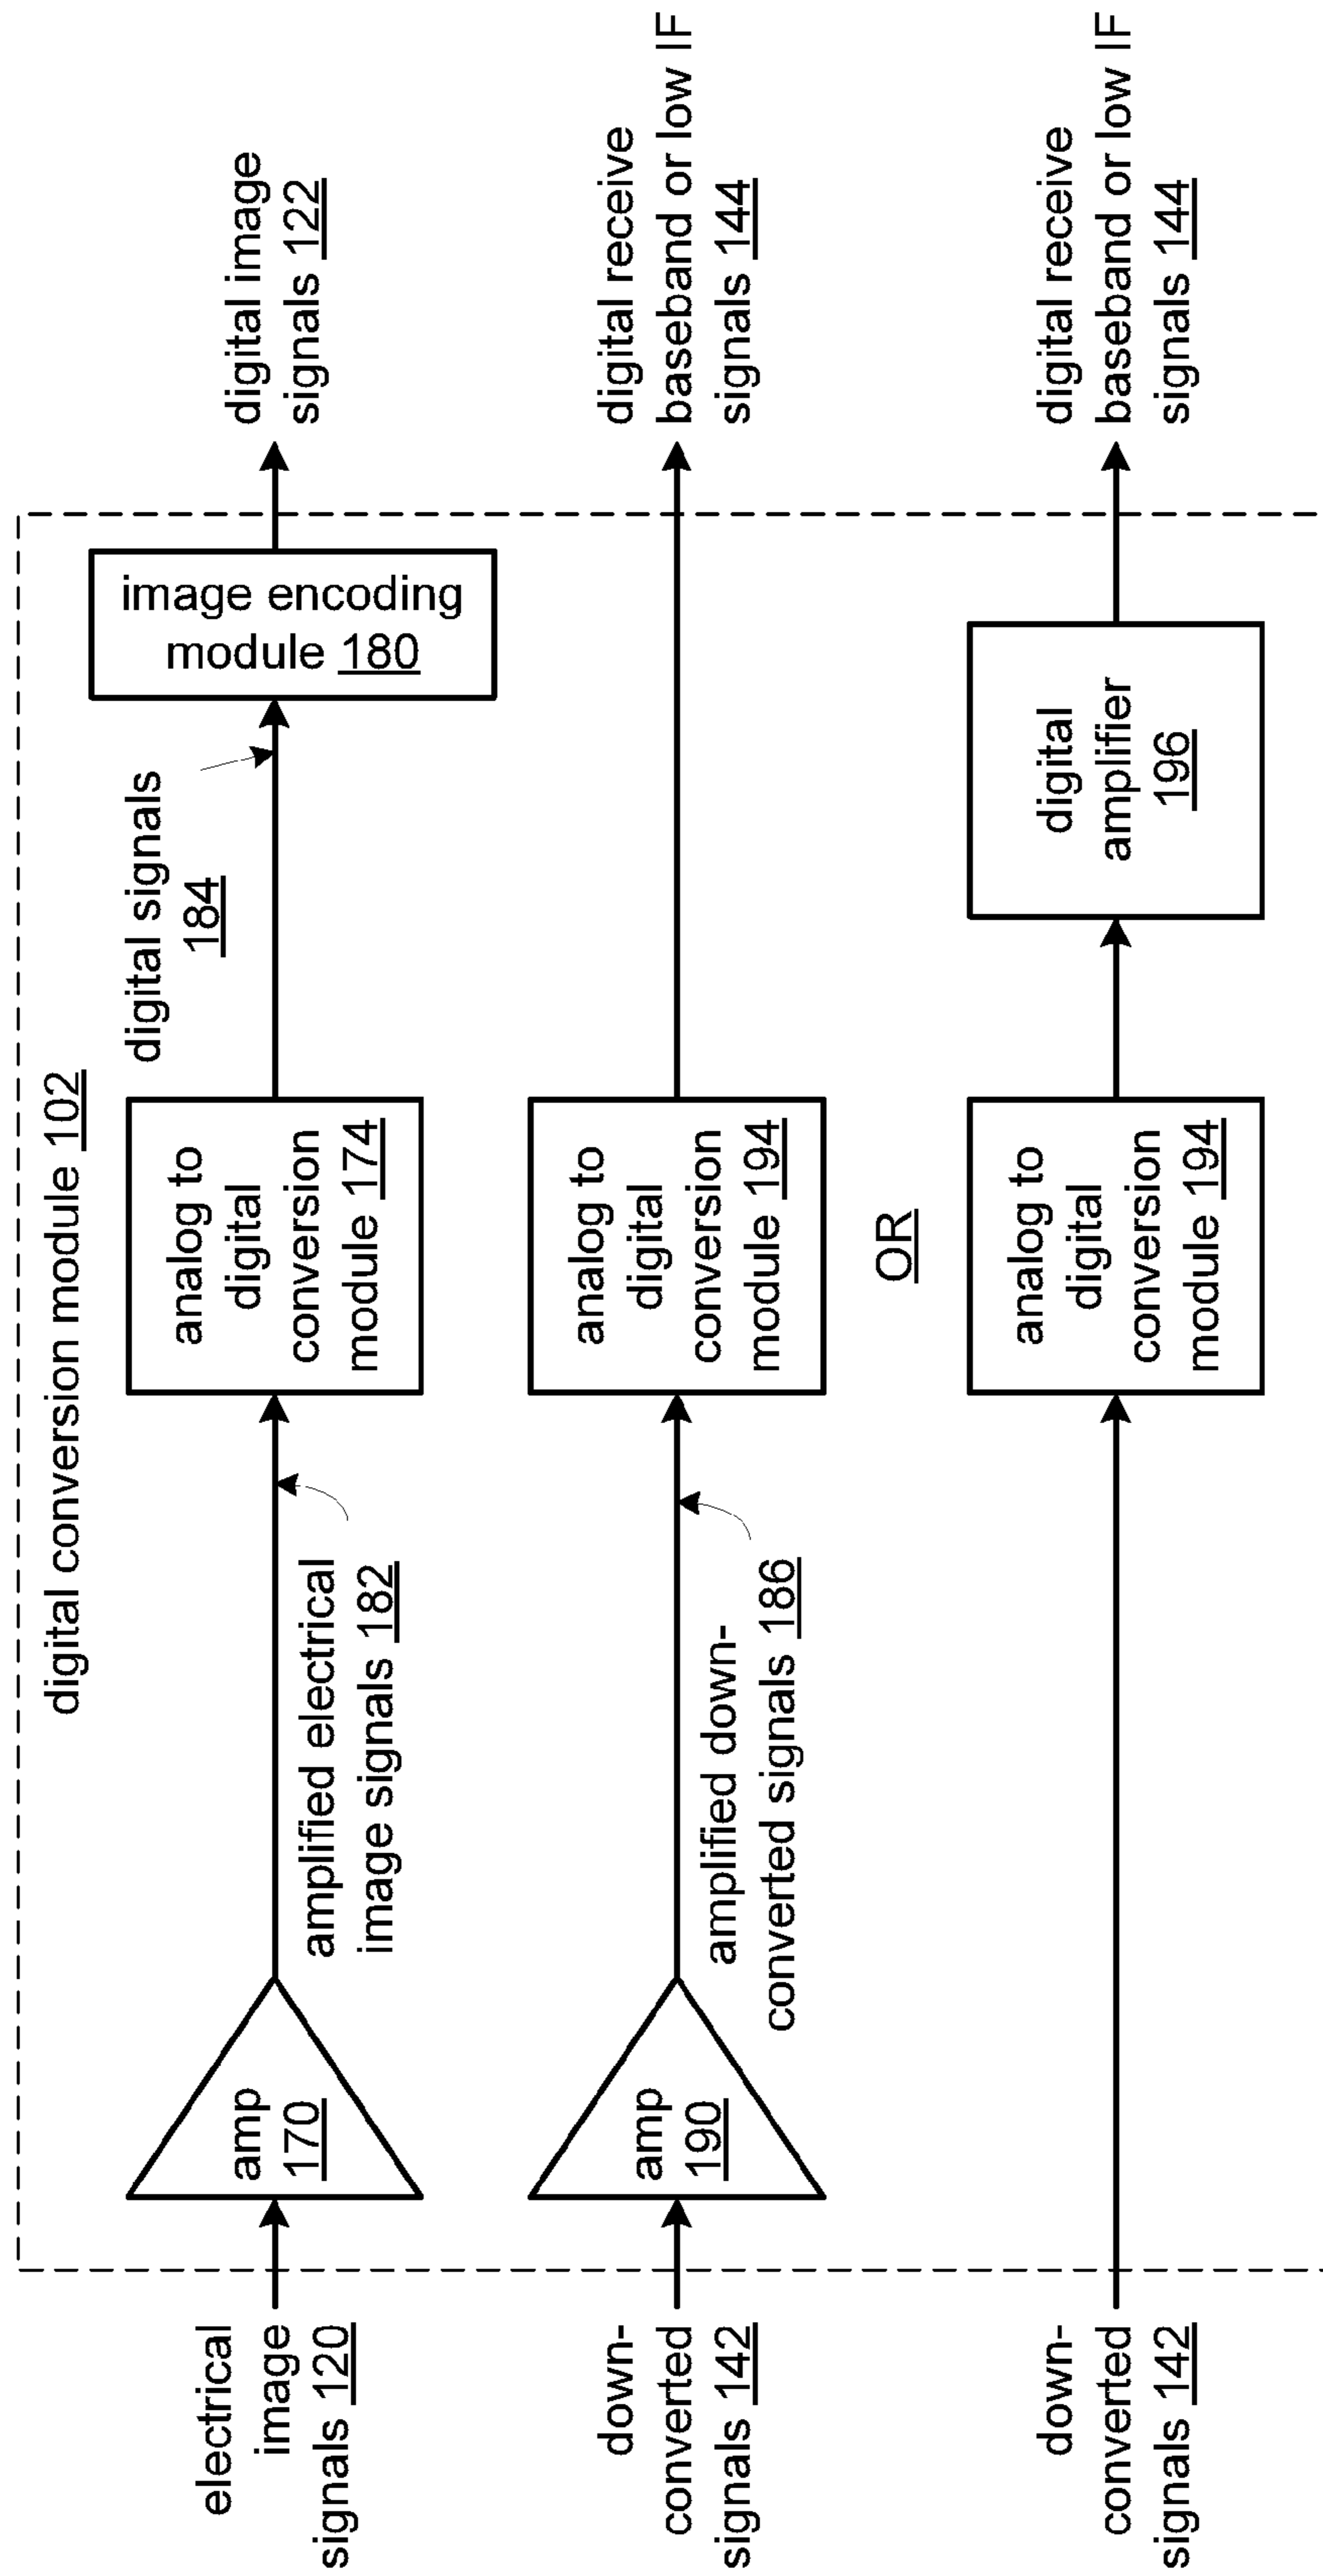 digital conversion module 102
electrical
image
signals 120
amp
170
amplified electrical
image signals 182
analog to
digital
conversion
module 174
digital signals
184
image encoding
module 180
digital image
signals 122
down-
converted
signals 142
amp
190
amplified down-
converted signals 186
analog to
digital
conversion
module 194
digital receive
baseband or low IF
signals 144
OR
down-
converted
signals 142
analog to
digital
conversion
module 194
digital
amplifier
196
digital receive
baseband or low IF
signals 144